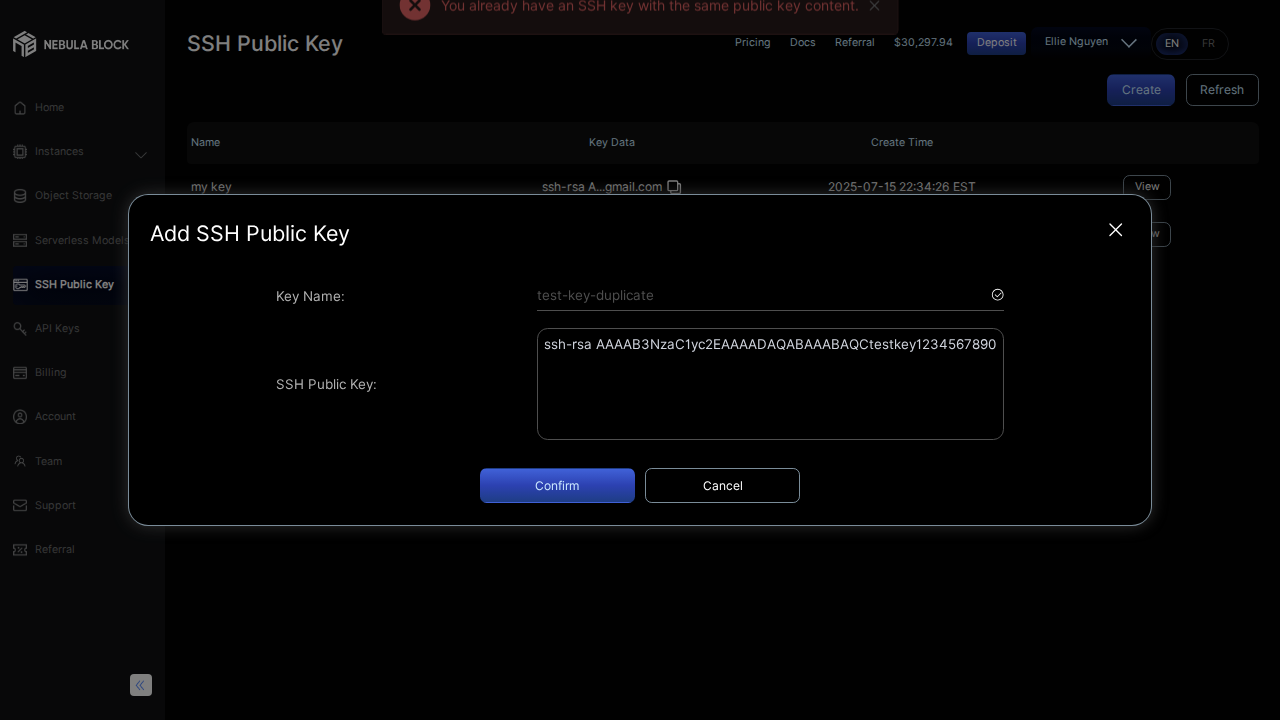 You already have an SSH key with the same public key content.
NEBULA BLOCK
SSH Public Key
Pricing
Docs
Referral
$30,297.94
Deposit
Ellie Nguyen
EN
FR
Create
Refresh
Home
Instances
Object Storage
Serverless Models
SSH Public Key
API Keys
Billing
Account
Team
Support
Referral
Name
Key Data
Create Time
my key
ssh-rsa A...gmail.com
2025-07-15 22:34:26 EST
View
Add SSH Public Key
Key Name:
test-key-duplicate
SSH Public Key:
ssh-rsa AAAAB3NzaC1yc2EAAAADAQABAAABAQCtestkey1234567890
Confirm
Cancel